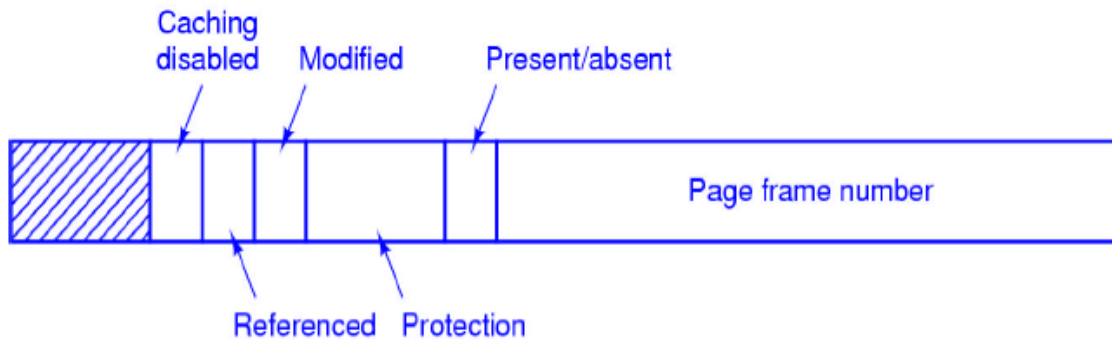 Caching
disabled
Modified
Present/absent
Page frame number
Referenced
Protection